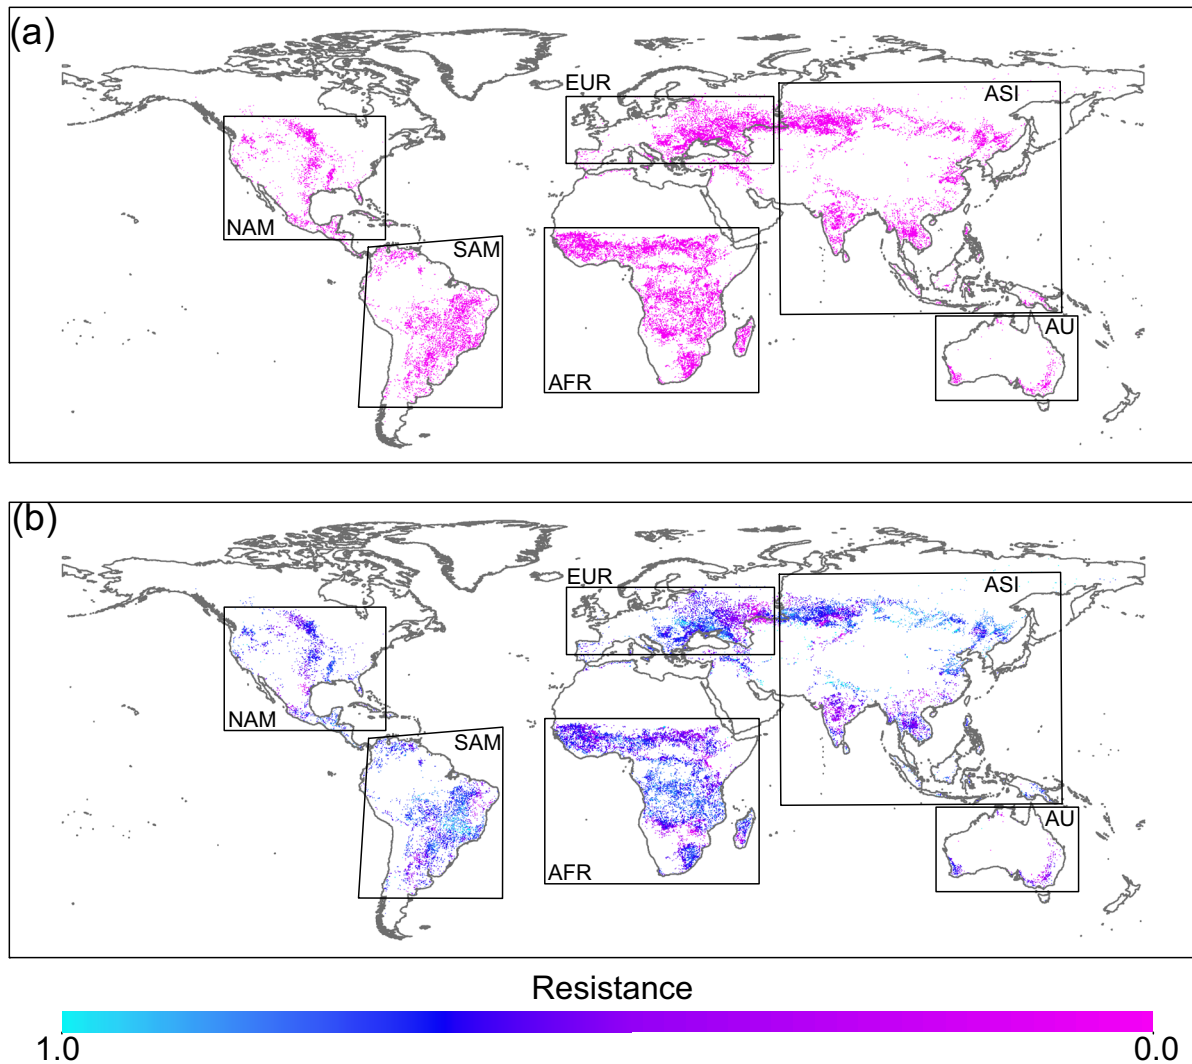 (a)
EUR
ASI
NAM
SAM
AFR
AU
(b)
EUR
ASI
NAM
SAM
AFR
AU
Resistance
1.0 0.0